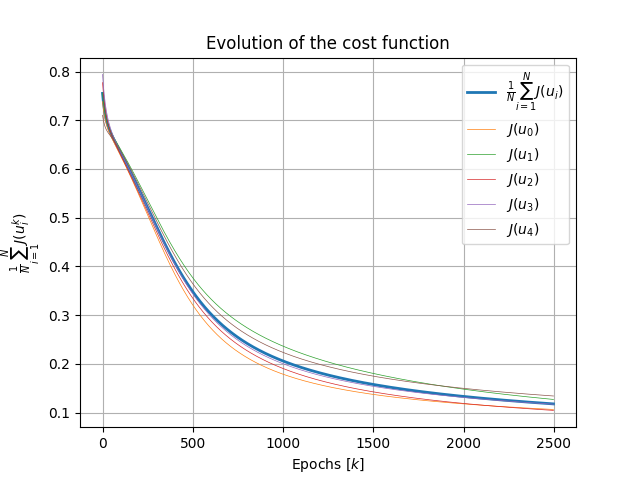 Evolution of the cost function
0.8
0.7
0.6
0.5
0.4
0.3
0.2
0.1
0
500
1000
1500
2000
2500
Epochs [k]
1/N ∑_{i=1}^{N} J(u_i^k)
1/N ∑_{i=1}^{N} J(u_i)
J(u_0)
J(u_1)
J(u_2)
J(u_3)
J(u_4)